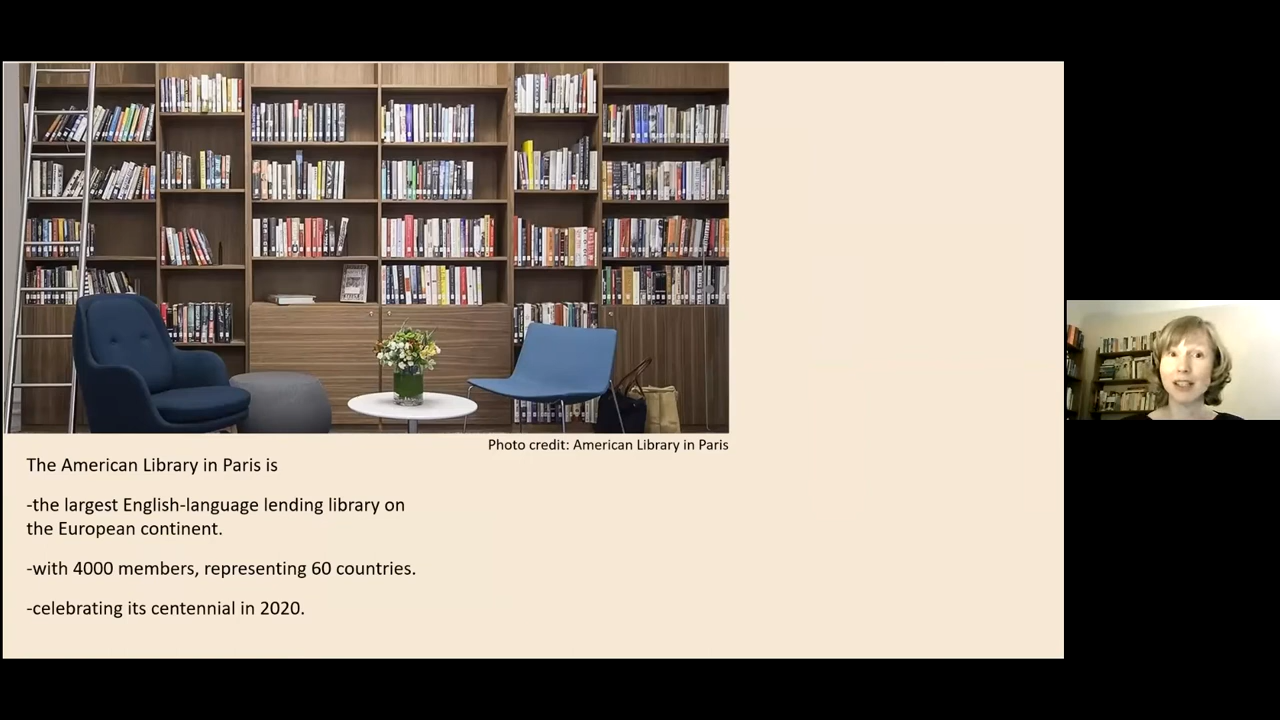 Photo credit: American Library in Paris
The American Library in Paris is
-the largest English-language lending library on
the European continent.
-with 4000 members, representing 60 countries.
-celebrating its centennial in 2020.